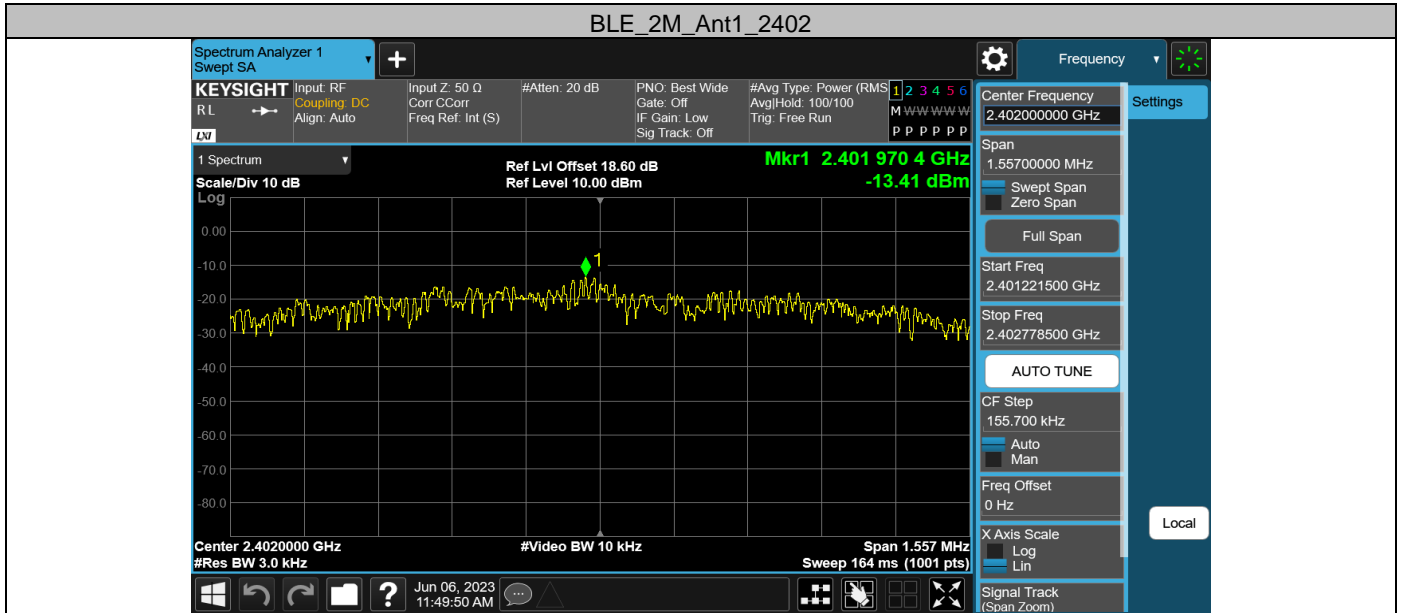 BLE_2M_Ant1_2402
Spectrum Analyzer 1
Swept SA
+
Frequency
KEYSIGHT
R L
LXI
Input: RF
Coupling: DC
Align: Auto
Input Z: 50 Ω
Corr CCorr
Freq Ref: Int (S)
#Atten: 20 dB
PNO: Best Wide
Gate: Off
IF Gain: Low
Sig Track: Off
#Avg Type: Power (RMS
Avg|Hold: 100/100
Trig: Free Run
1 2 3 4 5 6
M W W W W W
P P P P P P
1 Spectrum
Scale/Div 10 dB
Log
Ref Lvl Offset 18.60 dB
Ref Level 10.00 dBm
Mkr1 2.401 970 4 GHz
-13.41 dBm
0.00
-10.0
-20.0
-30.0
-40.0
-50.0
-60.0
-70.0
-80.0
1
Center 2.4020000 GHz
#Res BW 3.0 kHz
#Video BW 10 kHz
Span 1.557 MHz
Sweep 164 ms (1001 pts)
Center Frequency
2.402000000 GHz
Span
1.55700000 MHz
Swept Span
Zero Span
Full Span
Start Freq
2.401221500 GHz
Stop Freq
2.402778500 GHz
AUTO TUNE
CF Step
155.700 kHz
Auto
Man
Freq Offset
0 Hz
X Axis Scale
Log
Lin
Signal Track
(Span Zoom)
Settings
Local
?
Jun 06, 2023
11:49:50 AM